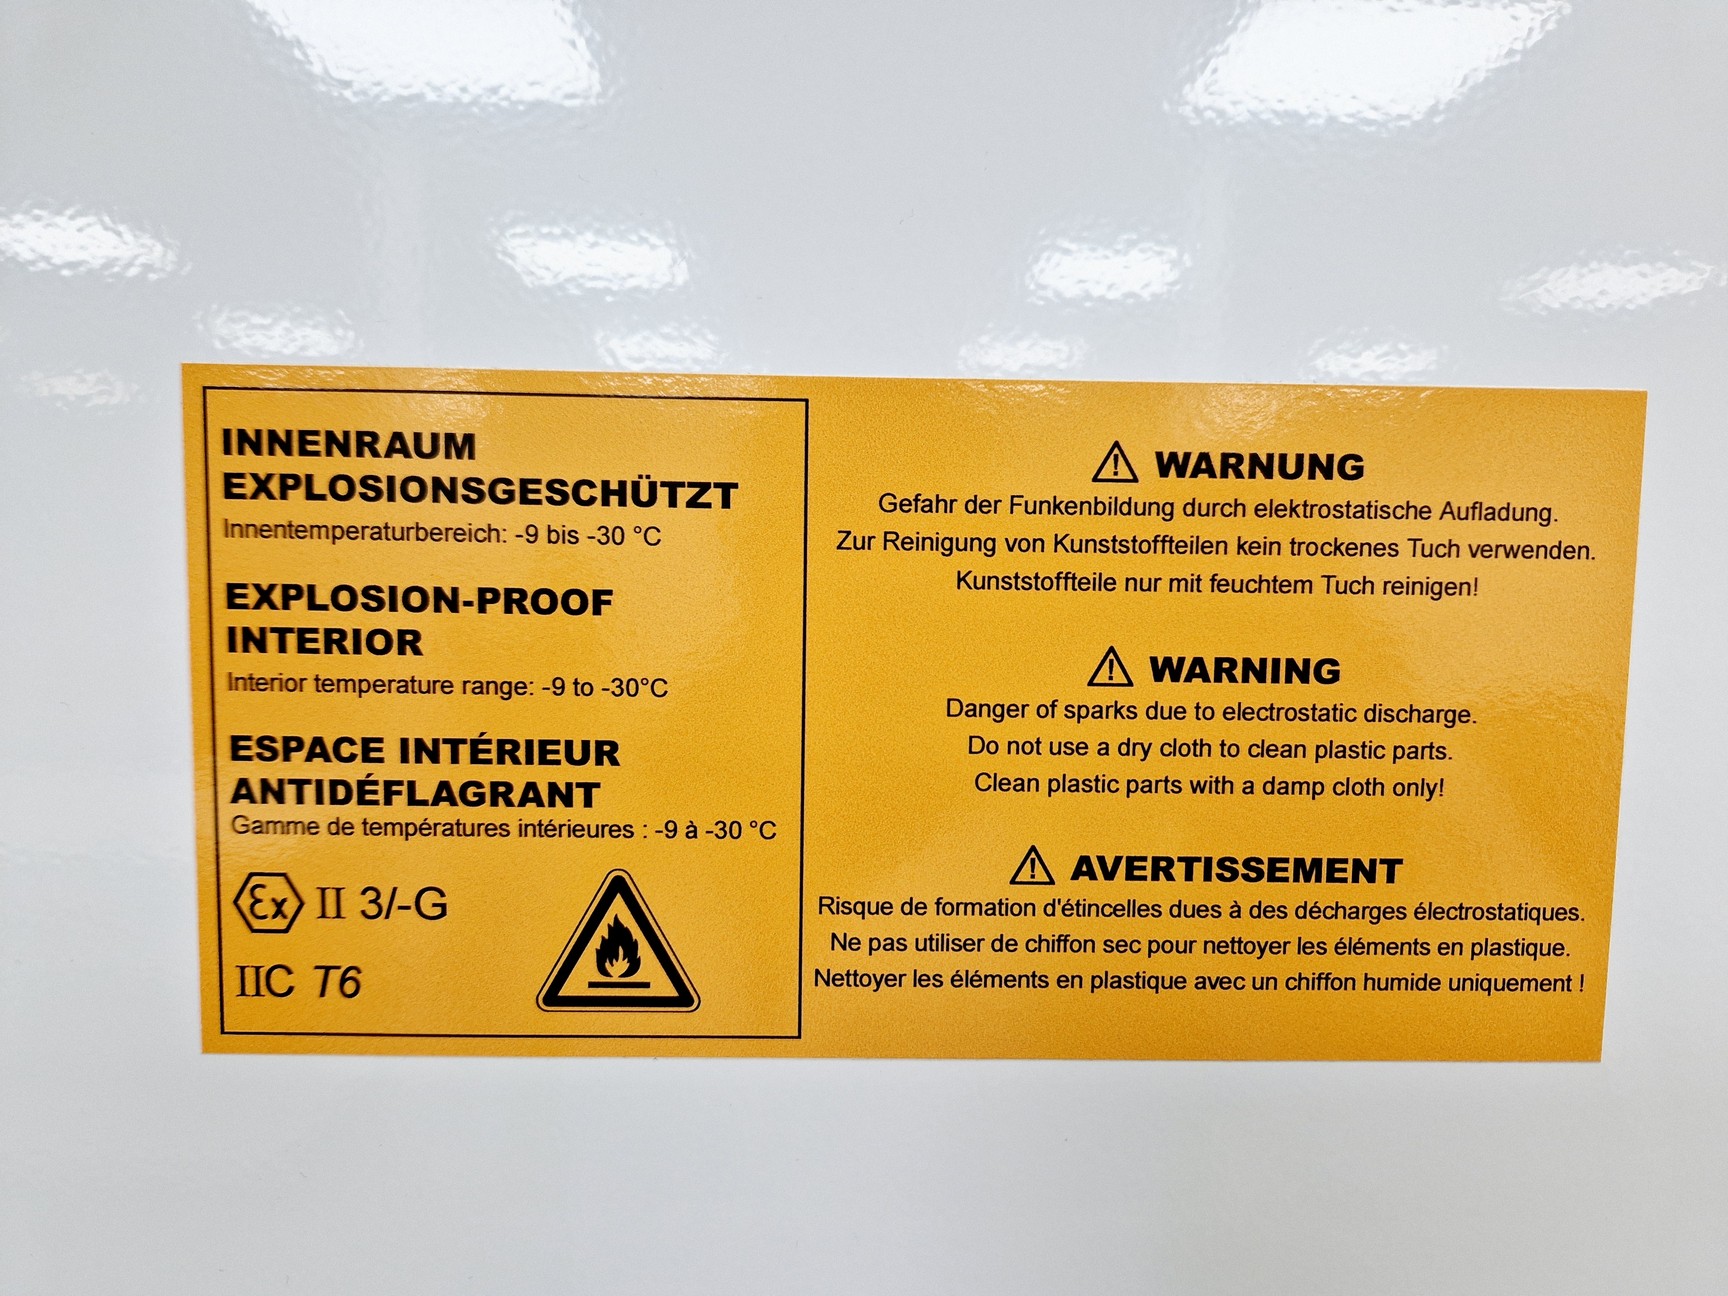 INNENRAUM
EXPLOSIONSGESCHÜTZT
Innentemperaturbereich: -9 bis -30 °C
EXPLOSION-PROOF
INTERIOR
Interior temperature range: -9 to -30°C
ESPACE INTÉRIEUR
ANTIDÉFLAGRANT
Gamme de températures intérieures : -9 à -30 °C
Ex II 3/-G
IIC T6
WARNUNG
Gefahr der Funkenbildung durch elektrostatische Aufladung.
Zur Reinigung von Kunststoffteilen kein trockenes Tuch verwenden.
Kunststoffteile nur mit feuchtem Tuch reinigen!
WARNING
Danger of sparks due to electrostatic discharge.
Do not use a dry cloth to clean plastic parts.
Clean plastic parts with a damp cloth only!
AVERTISSEMENT
Risque de formation d'étincelles dues à des décharges électrostatiques.
Ne pas utiliser de chiffon sec pour nettoyer les éléments en plastique.
Nettoyer les éléments en plastique avec un chiffon humide uniquement !